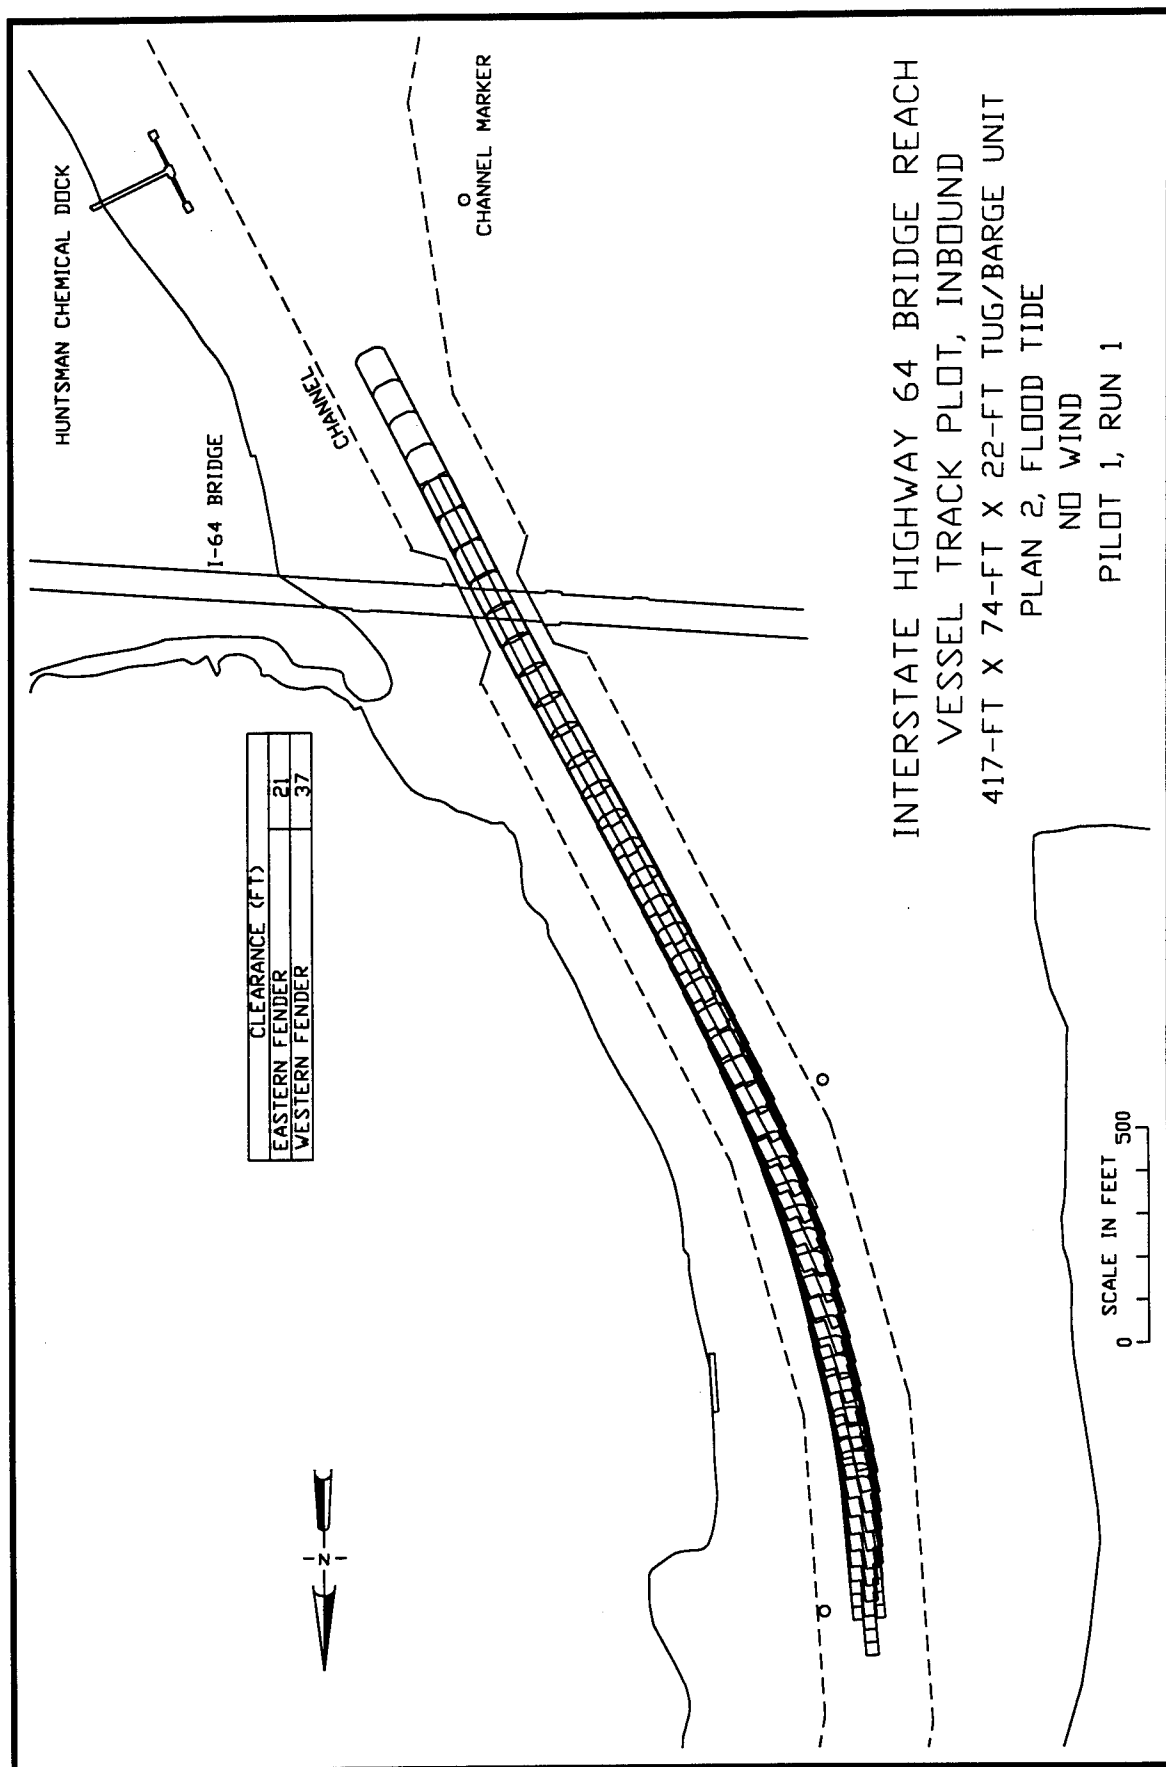 HUNTSMAN CHEMICAL DOCK
I-64 BRIDGE
CHANNEL
CHANNEL MARKER
CLEARANCE (FT)
EASTERN FENDER 21
WESTERN FENDER 37
N
INTERSTATE HIGHWAY 64 BRIDGE REACH
VESSEL TRACK PLOT, INBOUND
417-FT X 74-FT X 22-FT TUG/BARGE UNIT
PLAN 2, FLOOD TIDE
NO WIND
PILOT 1, RUN 1
SCALE IN FEET
0 500